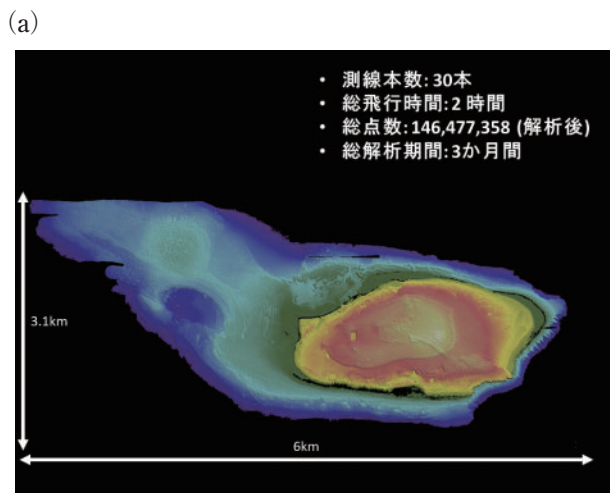 (a)
• 測線本数: 30本
• 総飛行時間: 2 時間
• 総点数: 146,477,358 (解析後)
• 総解析期間: 3か月間
3.1km
6km